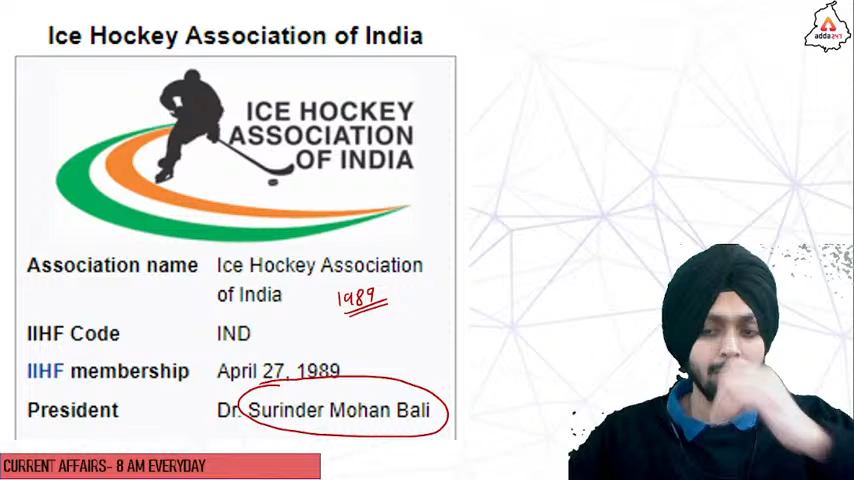 Ice Hockey Association of India
adda247
ICE HOCKEY
ASSOCIATION
OF INDIA
Association name Ice Hockey Association
of India
1989
IIHF Code IND
IIHF membership April 27, 1989
President Dr. Surinder Mohan Bali
CURRENT AFFAIRS- 8 AM EVERYDAY